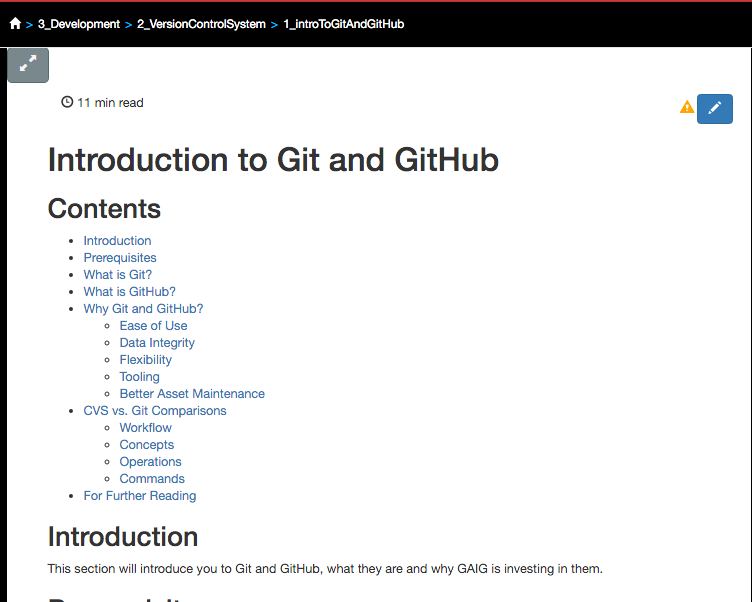 > 3_Development > 2_VersionControlSystem > 1_introToGitAndGitHub
11 min read
Introduction to Git and GitHub
Contents
Introduction
Prerequisites
What is Git?
What is GitHub?
Why Git and GitHub?
Ease of Use
Data Integrity
Flexibility
Tooling
Better Asset Maintenance
CVS vs. Git Comparisons
Workflow
Concepts
Operations
Commands
For Further Reading
Introduction
This section will introduce you to Git and GitHub, what they are and why GAIG is investing in them.